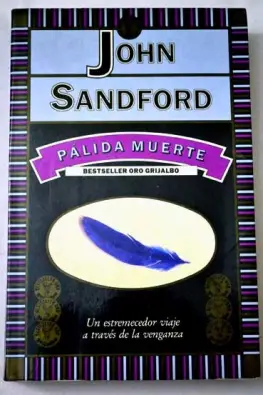 JOHN
SANDFORD
PÁLIDA MUERTE
BESTSELLER ORO GRIJALBO
Un estremecedor viaje
a través de la venganza